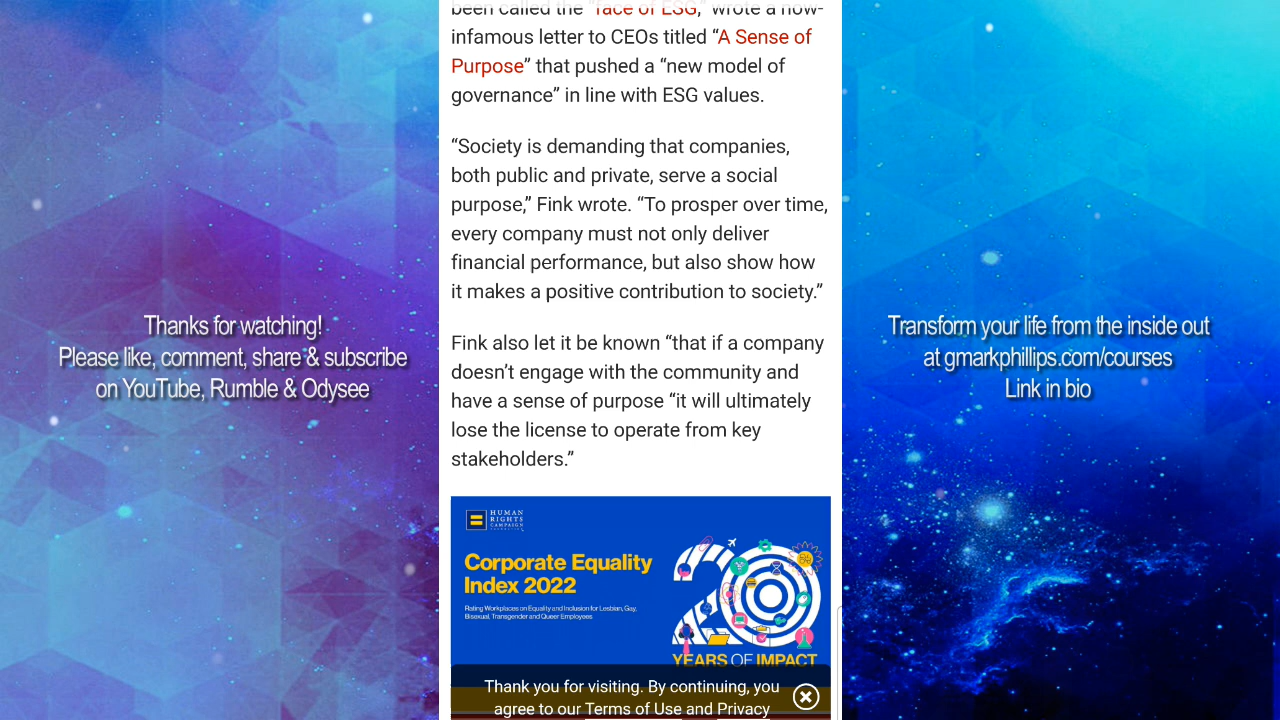 Thanks for watching!
Please like, comment, share & subscribe
on YouTube, Rumble & Odysee
been called the “face of ESG,” wrote a now-
infamous letter to CEOs titled “A Sense of
Purpose” that pushed a “new model of
governance” in line with ESG values.
“Society is demanding that companies,
both public and private, serve a social
purpose,” Fink wrote. “To prosper over time,
every company must not only deliver
financial performance, but also show how
it makes a positive contribution to society.”
Fink also let it be known “that if a company
doesn’t engage with the community and
have a sense of purpose “it will ultimately
lose the license to operate from key
stakeholders.”
HUMAN
RIGHTS
CAMPAIGN
FOUNDATION
Corporate Equality
Index 2022
Rating Workplaces on Equality and Inclusion for Lesbian, Gay,
Bisexual, Transgender and Queer Employees
20
YEARS OF IMPACT
Thank you for visiting. By continuing, you
agree to our Terms of Use and Privacy
Transform your life from the inside out
at gmarkphillips.com/courses
Link in bio